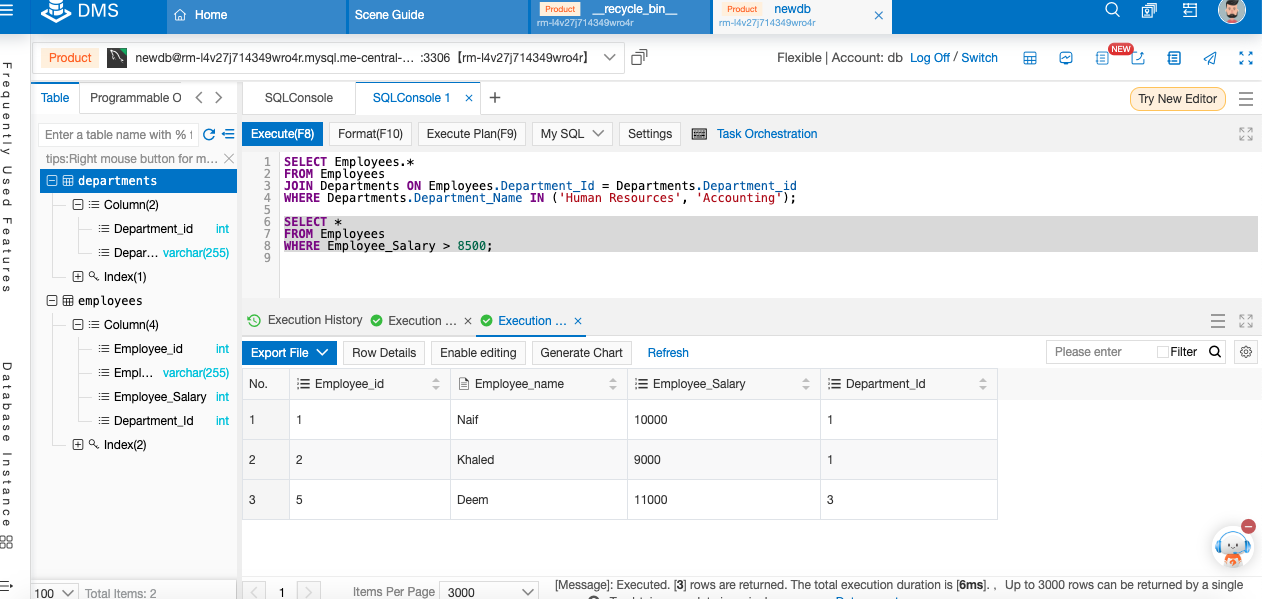 DMS
Home
Scene Guide
Product __recycle_bin__
rm-l4v27j714349wro4r
Product newdb
rm-l4v27j714349wro4r
Product newdb@rm-l4v27j714349wro4r.mysql.me-central-... :3306【rm-l4v27j714349wro4r】
Flexible | Account: db Log Off / Switch
NEW
Frequently Used Features
Database Instance
Table Programmable O
SQLConsole SQLConsole 1
Try New Editor
Enter a table name with %
tips:Right mouse button for m...
departments
Column(2)
Department_id int
Depar... varchar(255)
Index(1)
employees
Column(4)
Employee_id int
Empl... varchar(255)
Employee_Salary int
Department_Id int
Index(2)
100 Total Items: 2
Execute(F8) Format(F10) Execute Plan(F9) My SQL Settings Task Orchestration
1 SELECT Employees.*
2 FROM Employees
3 JOIN Departments ON Employees.Department_Id = Departments.Department_id
4 WHERE Departments.Department_Name IN ('Human Resources', 'Accounting');
5
6 SELECT *
7 FROM Employees
8 WHERE Employee_Salary > 8500;
9
Execution History Execution ... Execution ...
Export File Row Details Enable editing Generate Chart Refresh
Please enter Filter
No. Employee_id Employee_name Employee_Salary Department_Id
1 1 Naif 10000 1
2 2 Khaled 9000 1
3 5 Deem 11000 3
1 Items Per Page 3000
[Message]: Executed. [3] rows are returned. The total execution duration is [6ms]. , Up to 3000 rows can be returned by a single